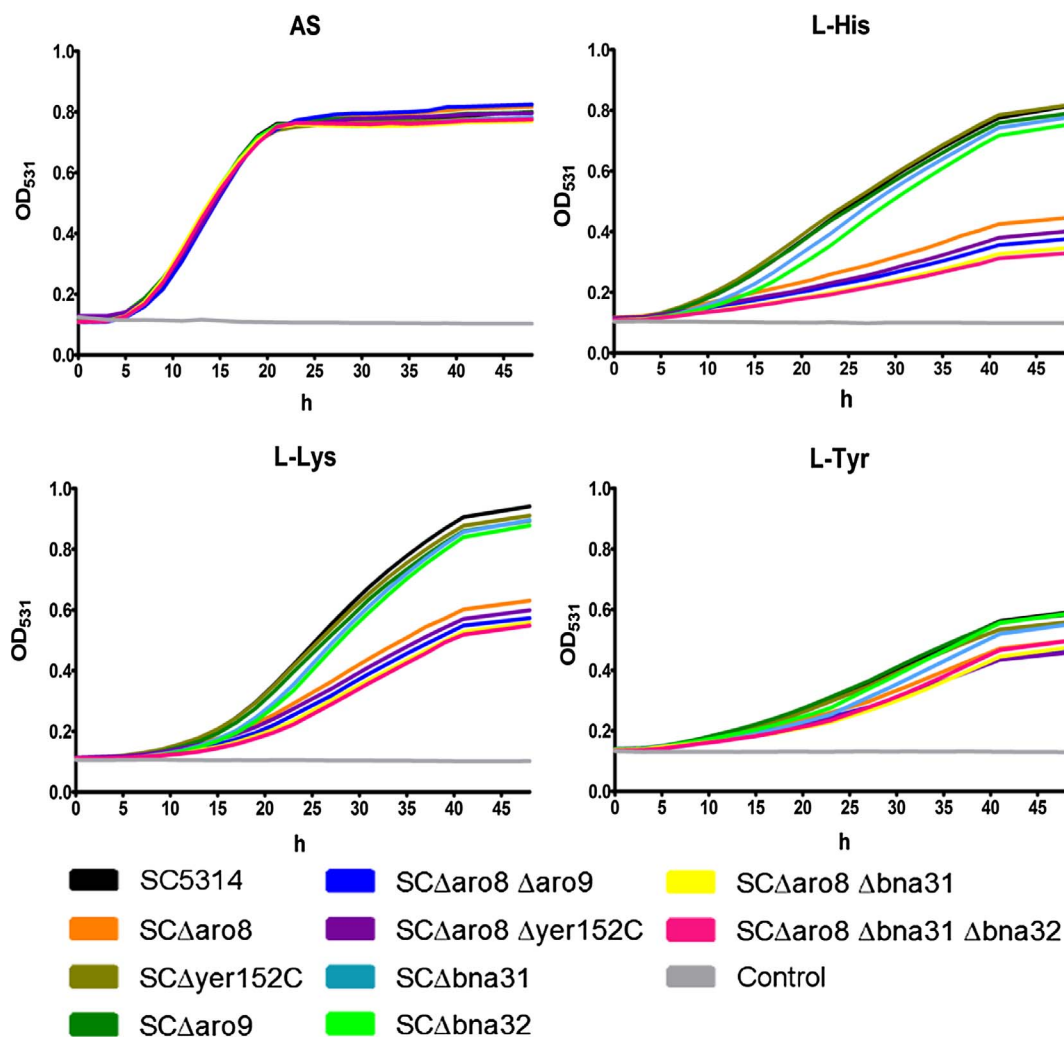 AS
OD531
1.0
0.8
0.6
0.4
0.2
0.0
0 5 10 15 20 25 30 35 40 45
h
L-His
OD531
1.0
0.8
0.6
0.4
0.2
0.0
0 5 10 15 20 25 30 35 40 45
h
L-Lys
OD531
1.0
0.8
0.6
0.4
0.2
0.0
0 5 10 15 20 25 30 35 40 45
h
L-Tyr
OD531
1.0
0.8
0.6
0.4
0.2
0.0
0 5 10 15 20 25 30 35 40 45
h
SC5314
SCΔaro8
SCΔyer152C
SCΔaro9
SCΔaro8 Δaro9
SCΔaro8 Δyer152C
SCΔbna31
SCΔbna32
SCΔaro8 Δbna31
SCΔaro8 Δbna31 Δbna32
Control